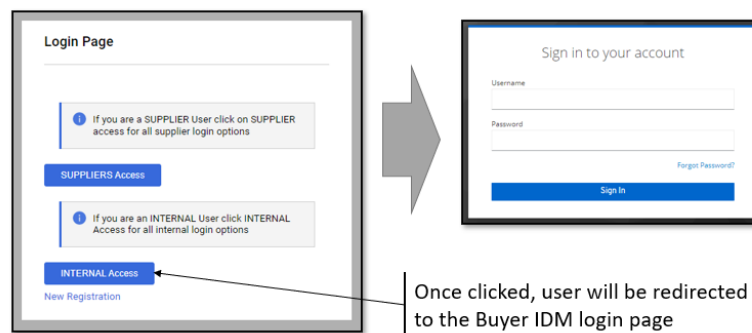 Login Page
If you are a SUPPLIER User click on SUPPLIER
access for all supplier login options
SUPPLIERS Access
If you are an INTERNAL User click INTERNAL
Access for all internal login options
INTERNAL Access
New Registration
Sign in to your account
Username
Password
Forgot Password?
Sign In
Once clicked, user will be redirected
to the Buyer IDM login page